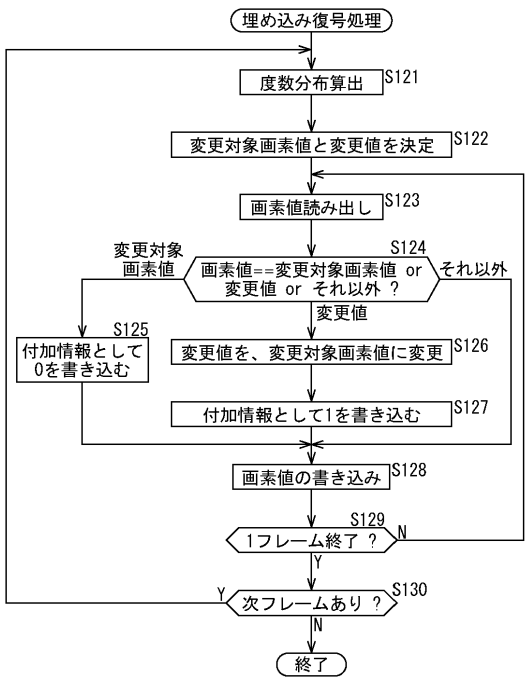 埋め込み復号処理
度数分布算出
S121
変更対象画素値と変更値を決定
S122
画素値読み出し
S123
S124
画素値==変更対象画素値 or
変更値 or それ以外 ?
変更対象
画素値
それ以外
変更値
S125
付加情報として
0を書き込む
変更値を、変更対象画素値に変更
S126
付加情報として1を書き込む
S127
画素値の書き込み
S128
S129
1フレーム終了 ?
N
Y
S130
次フレームあり ?
Y
N
終了